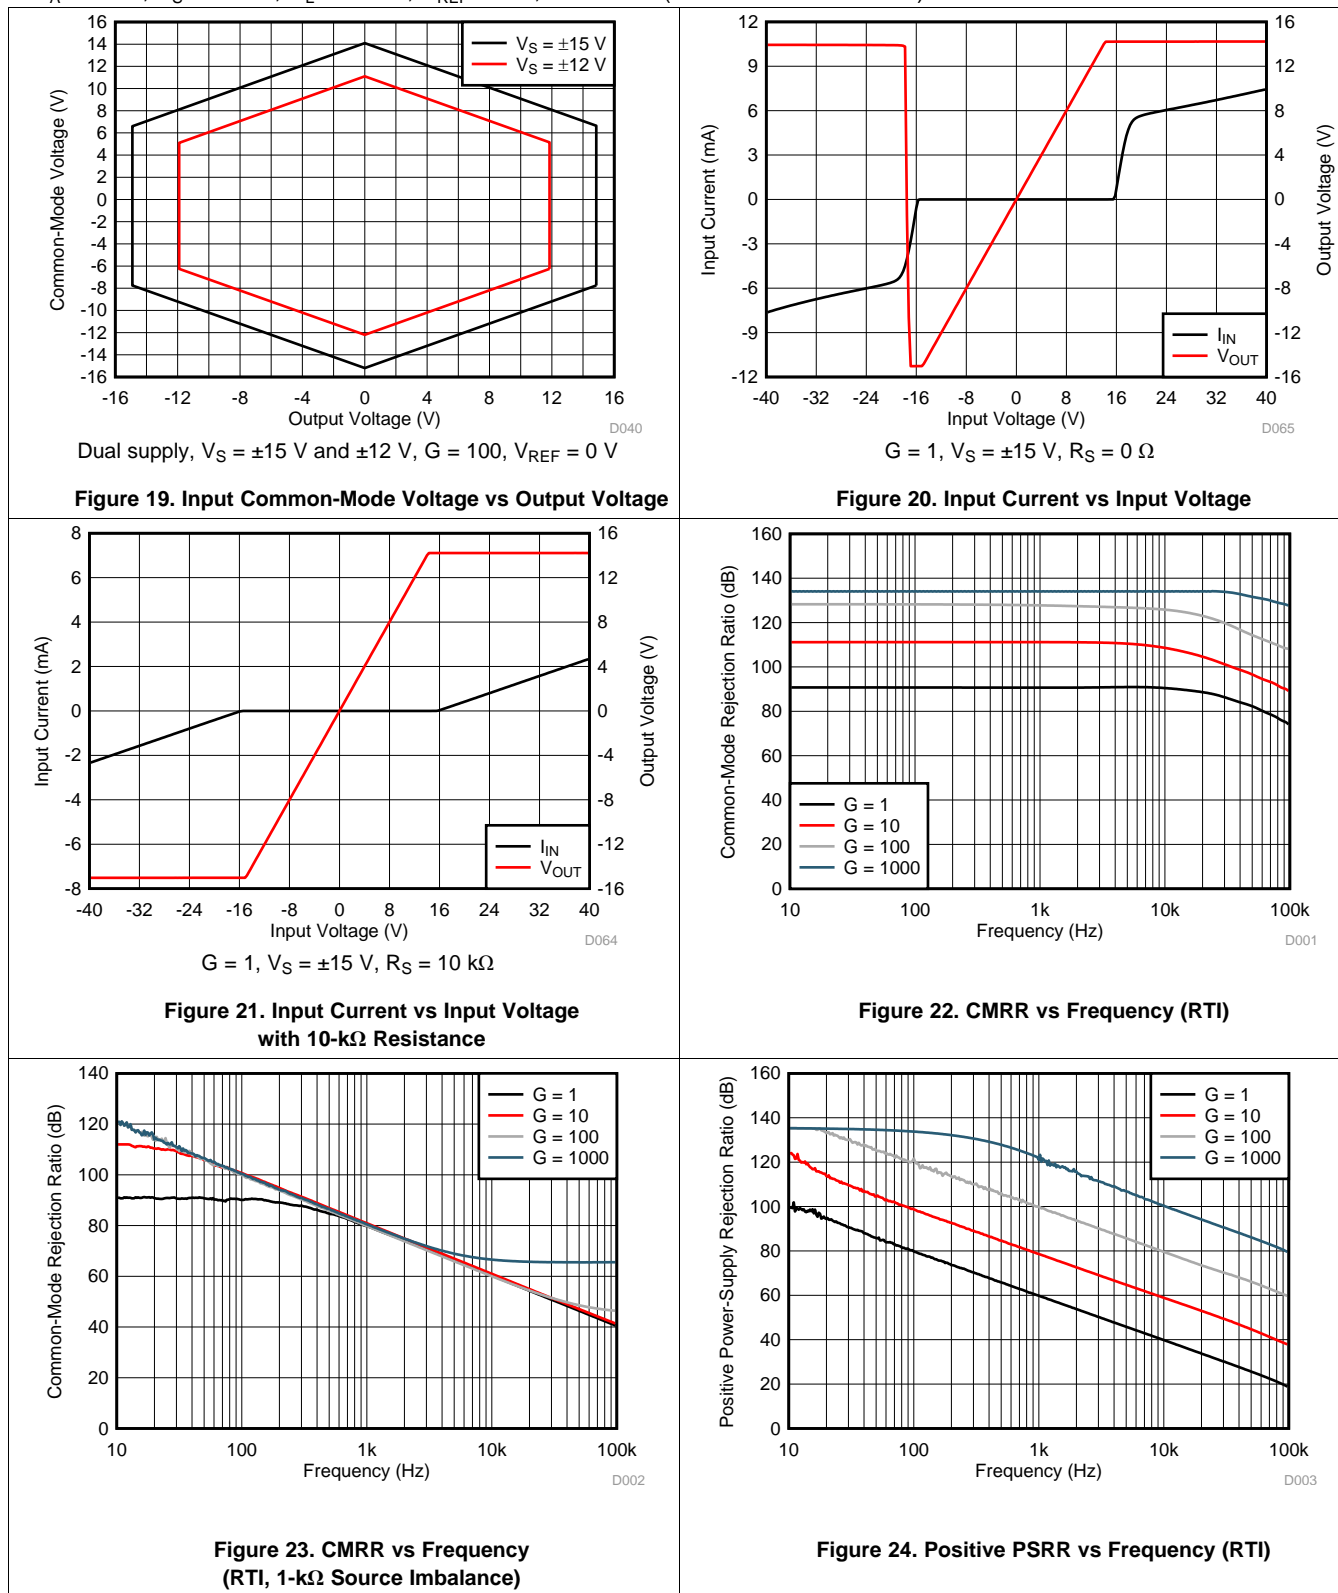 16
14
12
10
8
6
4
2
0
-2
-4
-6
-8
-10
-12
-14
-16
Common-Mode Voltage (V)
V_S = ±15 V
V_S = ±12 V
-16 -12 -8 -4 0 4 8 12 16
Output Voltage (V)
D040
Dual supply, V_S = ±15 V and ±12 V, G = 100, V_REF = 0 V
Figure 19. Input Common-Mode Voltage vs Output Voltage
12
9
6
3
0
-3
-6
-9
-12
Input Current (mA)
16
12
8
4
0
-4
-8
-12
-16
Output Voltage (V)
I_IN
V_OUT
-40 -32 -24 -16 -8 0 8 16 24 32 40
Input Voltage (V)
D065
G = 1, V_S = ±15 V, R_S = 0 Ω
Figure 20. Input Current vs Input Voltage
8
6
4
2
0
-2
-4
-6
-8
Input Current (mA)
16
12
8
4
0
-4
-8
-12
-16
Output Voltage (V)
I_IN
V_OUT
-40 -32 -24 -16 -8 0 8 16 24 32 40
Input Voltage (V)
D064
G = 1, V_S = ±15 V, R_S = 10 kΩ
Figure 21. Input Current vs Input Voltage
with 10-kΩ Resistance
160
140
120
100
80
60
40
20
0
Common-Mode Rejection Ratio (dB)
G = 1
G = 10
G = 100
G = 1000
10 100 1k 10k 100k
Frequency (Hz)
D001
Figure 22. CMRR vs Frequency (RTI)
140
120
100
80
60
40
20
0
Common-Mode Rejection Ratio (dB)
G = 1
G = 10
G = 100
G = 1000
10 100 1k 10k 100k
Frequency (Hz)
D002
Figure 23. CMRR vs Frequency
(RTI, 1-kΩ Source Imbalance)
160
140
120
100
80
60
40
20
0
Positive Power-Supply Rejection Ratio (dB)
G = 1
G = 10
G = 100
G = 1000
10 100 1k 10k 100k
Frequency (Hz)
D003
Figure 24. Positive PSRR vs Frequency (RTI)